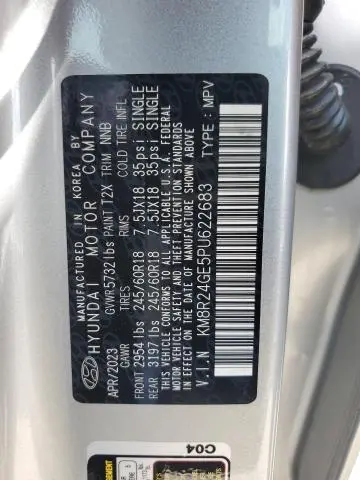 MANUFACTURED IN KOREA BY
HYUNDAI MOTOR COMPANY
APR/2023 GVWR 5732 lbs PAINT T2X TRIM NNB
GAWR TIRES RIMS COLD TIRE INFL
FRONT 2954 lbs 245/60R18 7.5JX18 35psi SINGLE
REAR 3197 lbs 245/60R18 7.5JX18 35psi SINGLE
THIS VEHICLE CONFORMS TO ALL APPLICABLE U.S.A. FEDERAL
MOTOR VEHICLE SAFETY AND THEFT PREVENTION STANDARDS
IN EFFECT ON THE DATE OF MANUFACTURE SHOWN ABOVE
V.I.N KM8R24GE5PU622683 TYPE : MPV
C04